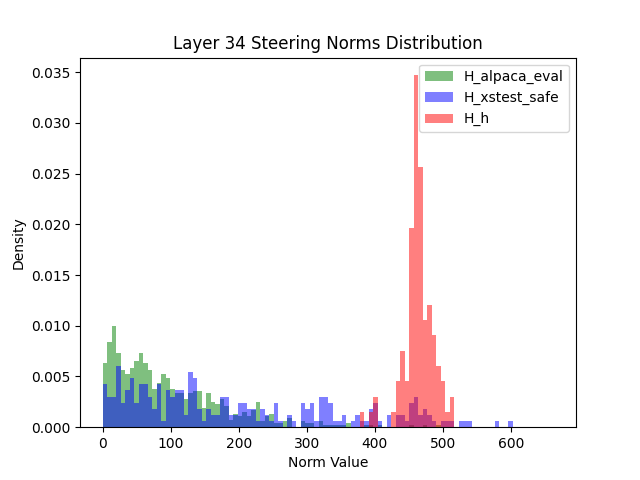 Layer 34 Steering Norms Distribution
H_alpaca_eval
H_xstest_safe
H_h
Density
0.035
0.030
0.025
0.020
0.015
0.010
0.005
0.000
0
100
200
300
400
500
600
Norm Value